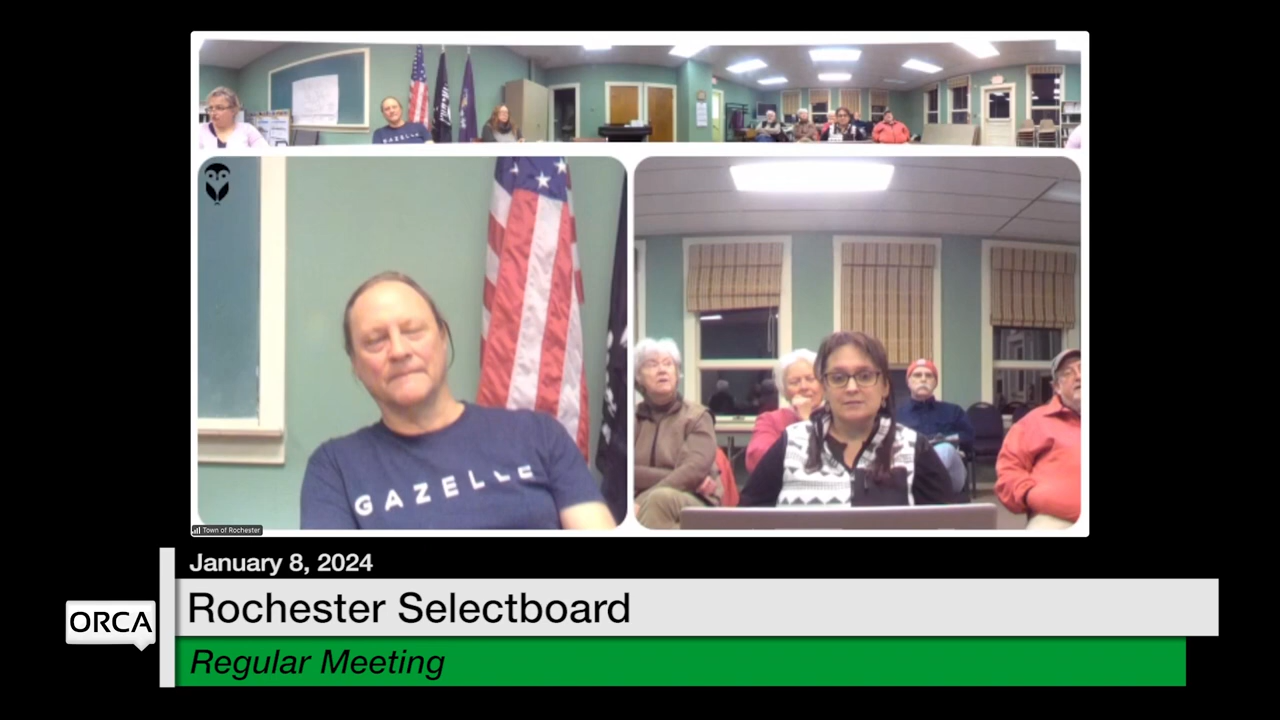 GAZELLE
Town of Rochester
January 8, 2024
Rochester Selectboard
ORCA
Regular Meeting